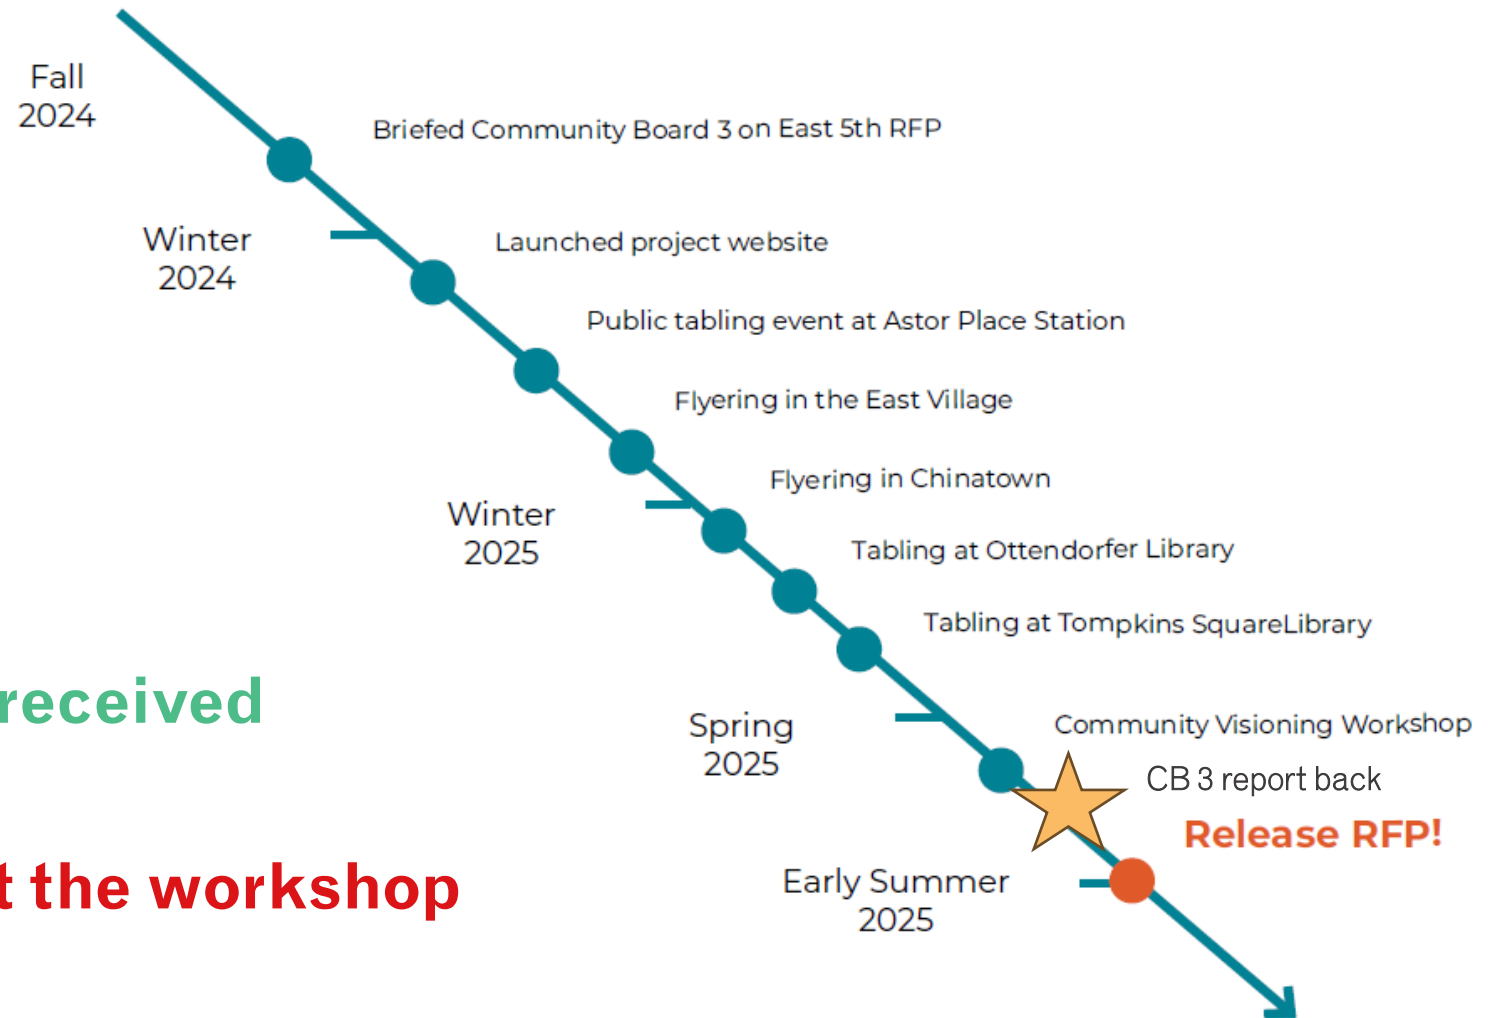 Fall
2024
Briefed Community Board 3 on East 5th RFP
Winter
2024
Launched project website
Public tabling event at Astor Place Station
Flyering in the East Village
Flyering in Chinatown
Winter
2025
Tabling at Ottendorfer Library
Tabling at Tompkins SquareLibrary
received
Spring
2025
Community Visioning Workshop
CB 3 report back
Release RFP!
the workshop
Early Summer
2025